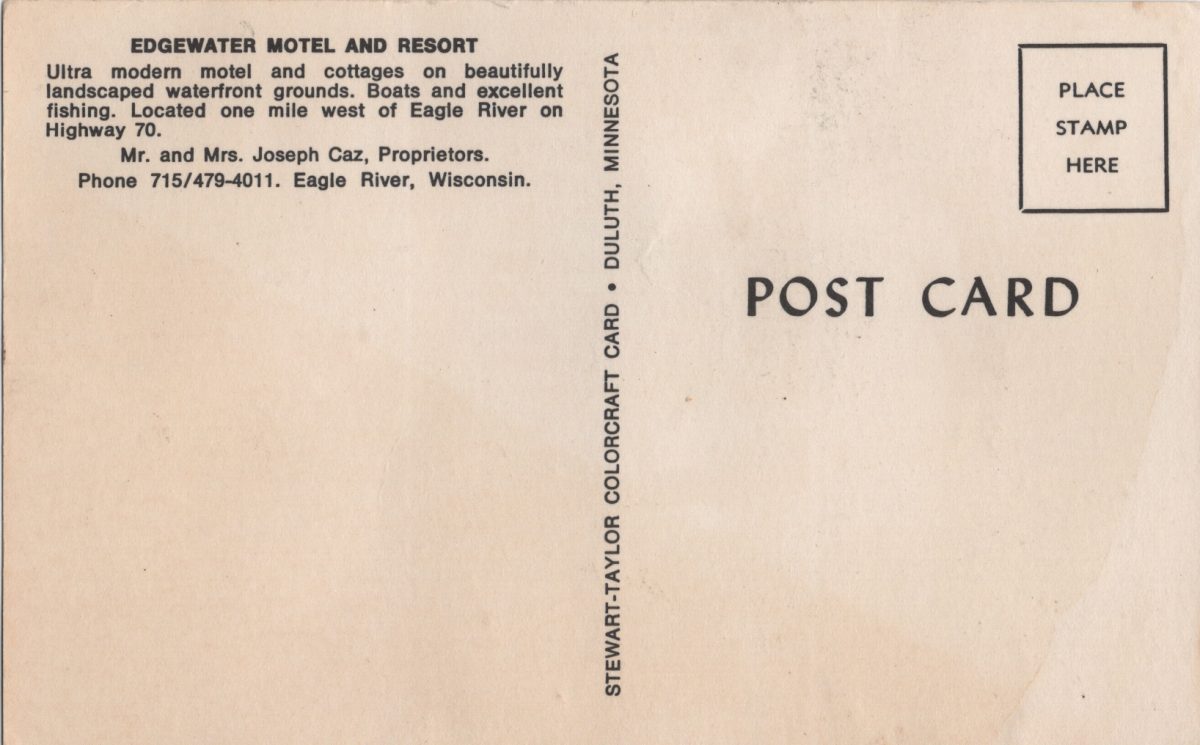 EDGEWATER MOTEL AND RESORT
Ultra modern motel and cottages on beautifully
landscaped waterfront grounds. Boats and excellent
fishing. Located one mile west of Eagle River on
Highway 70.
Mr. and Mrs. Joseph Caz, Proprietors.
Phone 715/479-4011. Eagle River, Wisconsin.
STEWART-TAYLOR COLORCRAFT CARD • DULUTH, MINNESOTA
PLACE
STAMP
HERE
POST CARD